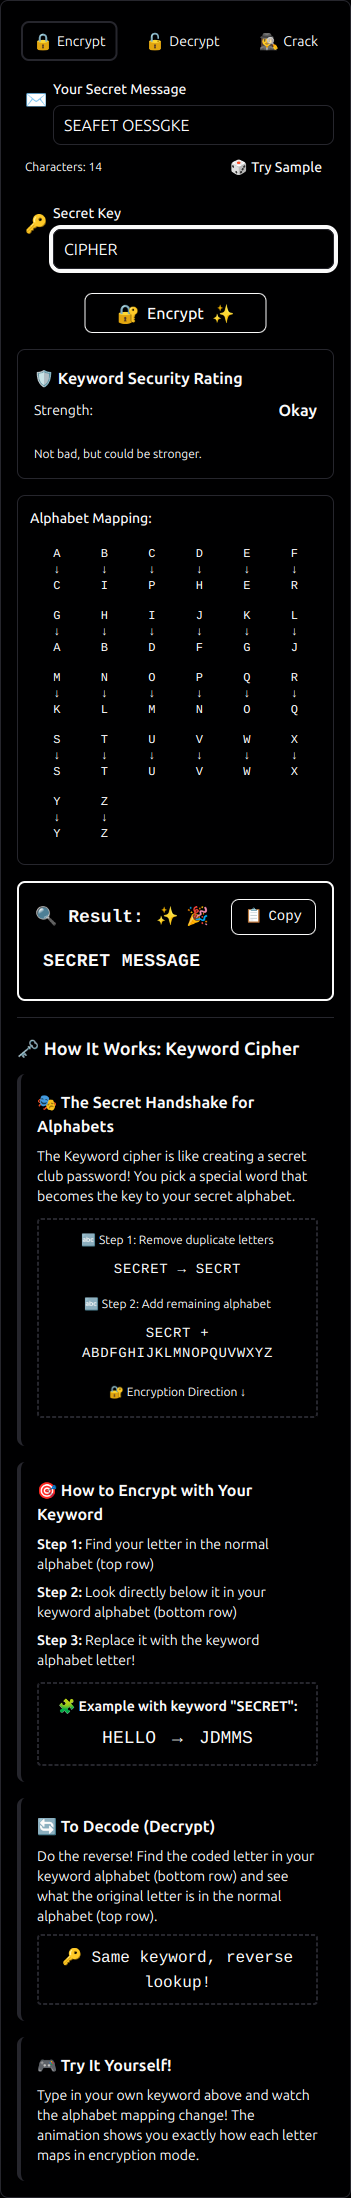 🔒 Encrypt 🔓 Decrypt 🕵️ Crack
✉️ Your Secret Message
SEAFET OESSGKE
Characters: 14 🎲 Try Sample
🔑 Secret Key
CIPHER
🔐 Encrypt ✨
🛡️ Keyword Security Rating
Strength: Okay
Not bad, but could be stronger.
Alphabet Mapping:
A B C D E F
↓ ↓ ↓ ↓ ↓ ↓
C I P H E R
G H I J K L
↓ ↓ ↓ ↓ ↓ ↓
A B D F G J
M N O P Q R
↓ ↓ ↓ ↓ ↓ ↓
K L M N O Q
S T U V W X
↓ ↓ ↓ ↓ ↓ ↓
S T U V W X
Y Z
↓ ↓
Y Z
🔍 Result: ✨ 🎉 📋 Copy
SECRET MESSAGE
🗝️ How It Works: Keyword Cipher
🎭 The Secret Handshake for
Alphabets
The Keyword cipher is like creating a secret
club password! You pick a special word that
becomes the key to your secret alphabet.
🔤 Step 1: Remove duplicate letters
SECRET → SECRT
🔤 Step 2: Add remaining alphabet
SECRT +
ABDFGHIJKLMNOPQUVWXYZ
🔐 Encryption Direction ↓
🎯 How to Encrypt with Your
Keyword
Step 1: Find your letter in the normal
alphabet (top row)
Step 2: Look directly below it in your
keyword alphabet (bottom row)
Step 3: Replace it with the keyword
alphabet letter!
🧩 Example with keyword "SECRET":
HELLO → JDMMS
🔄 To Decode (Decrypt)
Do the reverse! Find the coded letter in your
keyword alphabet (bottom row) and see
what the original letter is in the normal
alphabet (top row).
🔑 Same keyword, reverse
lookup!
🎮 Try It Yourself!
Type in your own keyword above and watch
the alphabet mapping change! The
animation shows you exactly how each letter
maps in encryption mode.